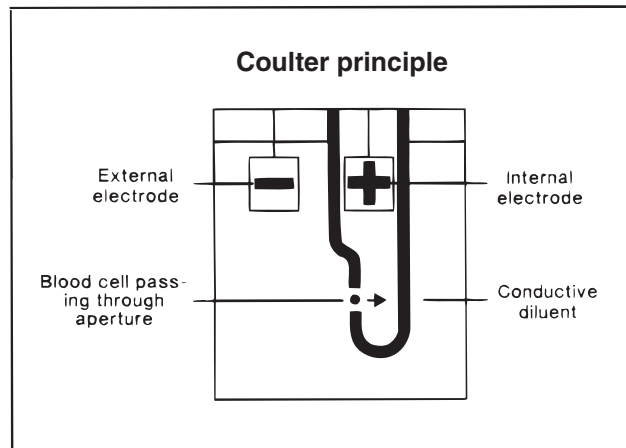 Coulter principle
External
electrode
Internal
electrode
Blood cell pass-
ing through
aperture
Conductive
diluent